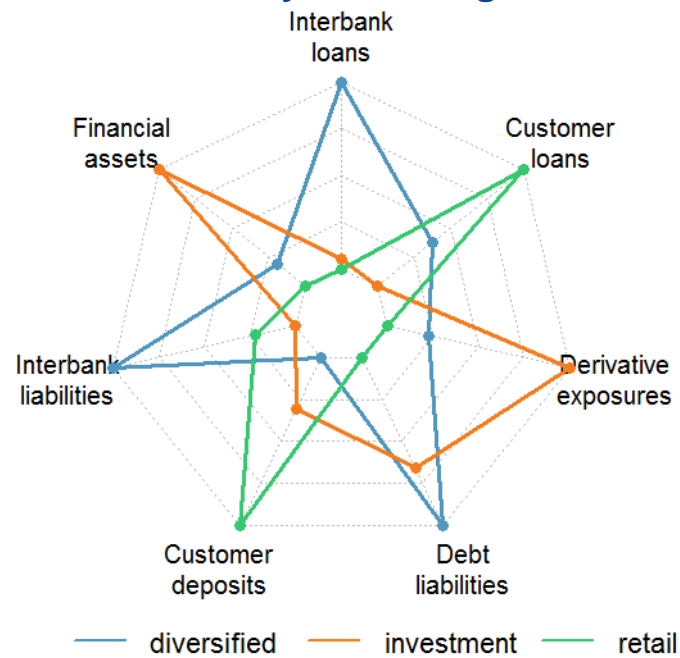 Interbank
loans
Financial
assets
Customer
loans
Interbank
liabilities
Derivative
exposures
Customer
deposits
Debt
liabilities
diversified investment retail